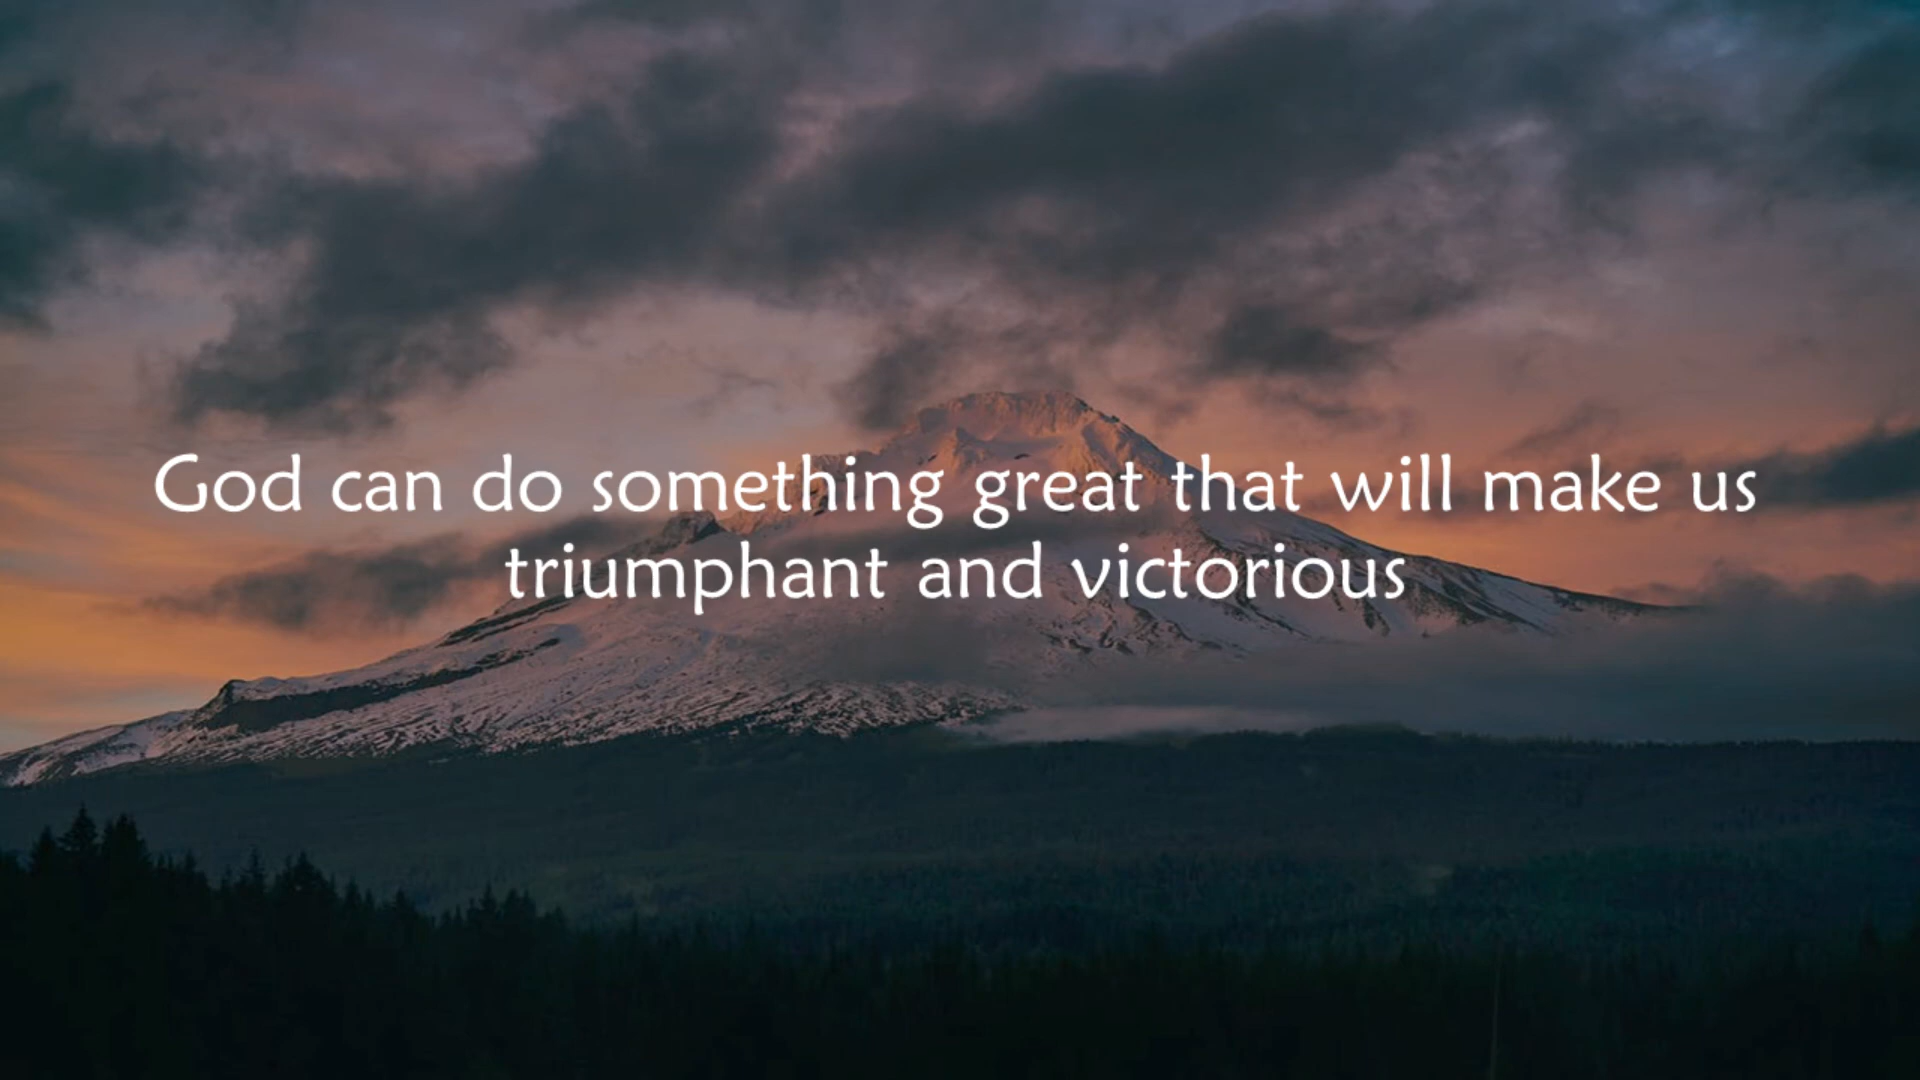 God can do something great that will make us
triumphant and victorious